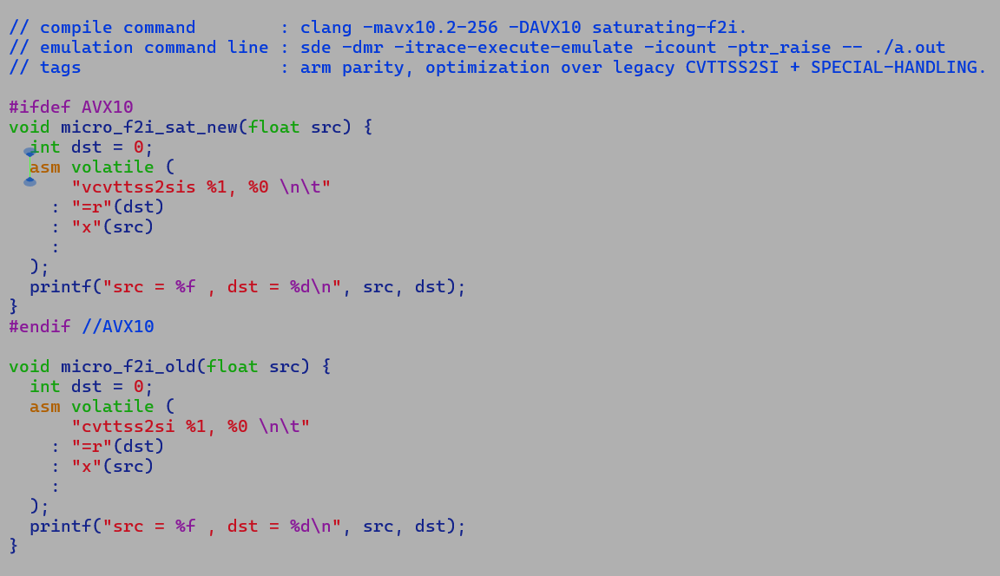 // compile command        : clang -mavx10.2-256 -DAVX10 saturating-f2i.
// emulation command line : sde -dmr -itrace-execute-emulate -icount -ptr_raise -- ./a.out
// tags                   : arm parity, optimization over legacy CVTTSS2SI + SPECIAL-HANDLING.

#ifdef AVX10
void micro_f2i_sat_new(float src) {
  int dst = 0;
  asm volatile (
      "vcvttss2sis %1, %0 \n\t"
    : "=r"(dst)
    : "x"(src)
    :
  );
  printf("src = %f , dst = %d\n", src, dst);
}
#endif //AVX10

void micro_f2i_old(float src) {
  int dst = 0;
  asm volatile (
      "cvttss2si %1, %0 \n\t"
    : "=r"(dst)
    : "x"(src)
    :
  );
  printf("src = %f , dst = %d\n", src, dst);
}